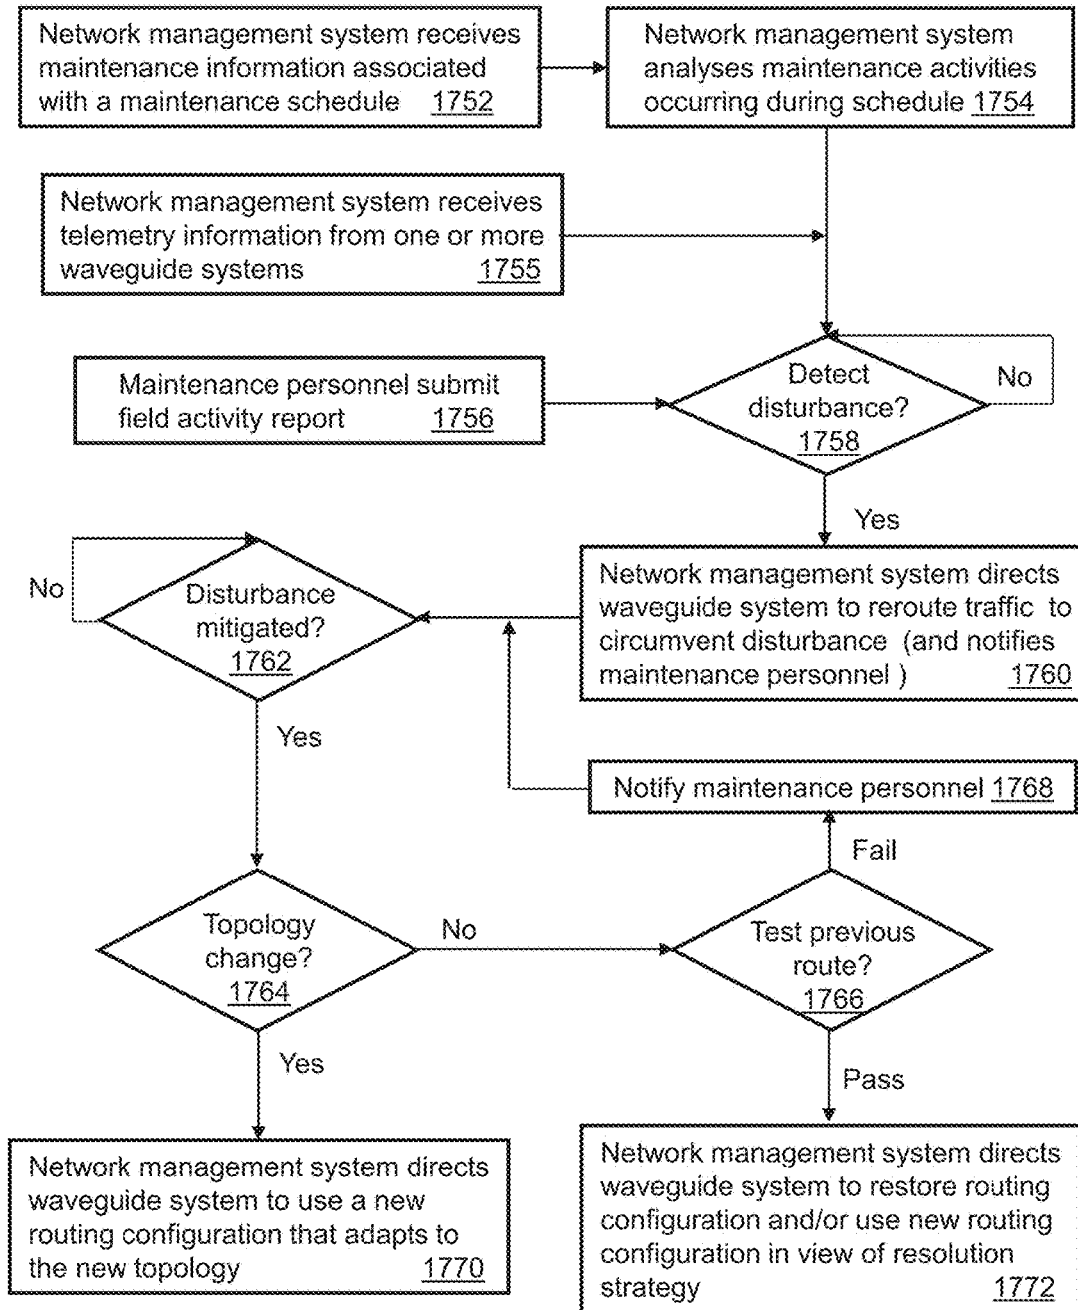 Network management system receives
maintenance information associated
with a maintenance schedule 1752
Network management system
analyses maintenance activities
occurring during schedule 1754
Network management system receives
telemetry information from one or more
waveguide systems 1755
Maintenance personnel submit
field activity report 1756
Detect
disturbance?
1758
No
Yes
Network management system directs
waveguide system to reroute traffic to
circumvent disturbance (and notifies
maintenance personnel ) 1760
Disturbance
mitigated?
1762
No
Yes
Notify maintenance personnel 1768
Fail
Topology
change?
1764
No
Test previous
route?
1766
Yes
Pass
Network management system directs
waveguide system to use a new
routing configuration that adapts to
the new topology 1770
Network management system directs
waveguide system to restore routing
configuration and/or use new routing
configuration in view of resolution
strategy 1772